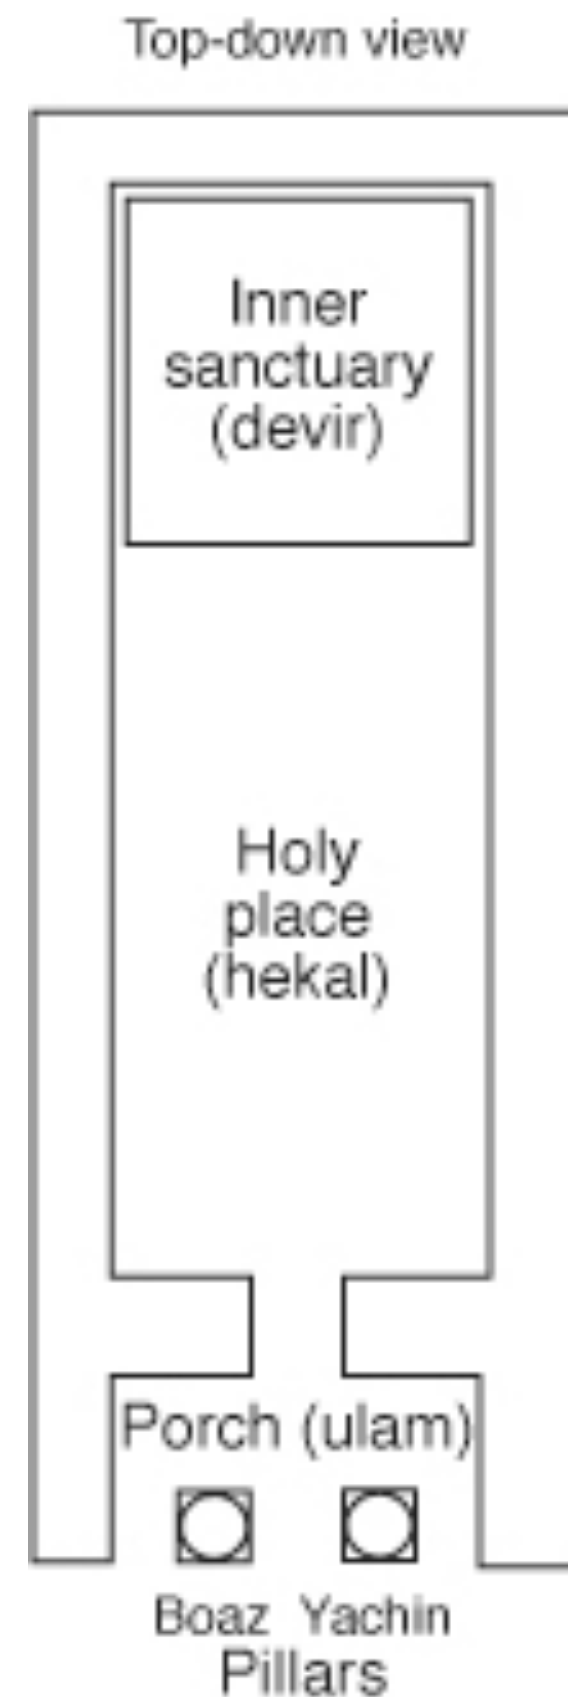 Top-down view
Inner
sanctuary
(devir)
Holy
place
(hekal)
Porch (ulam)
Boaz Yachin
Pillars